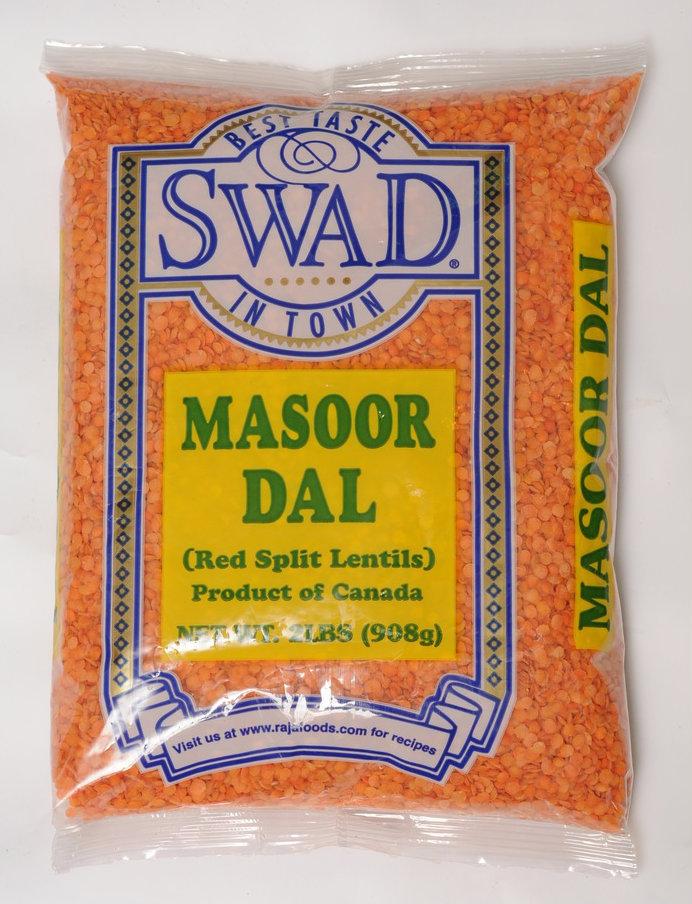 BEST TASTE
SWAD®
IN TOWN
MASOOR
DAL
(Red Split Lentils)
Product of Canada
NET WT. 2LBS (908g)
Visit us at www.rajafoods.com for recipes
MASOOR DAL